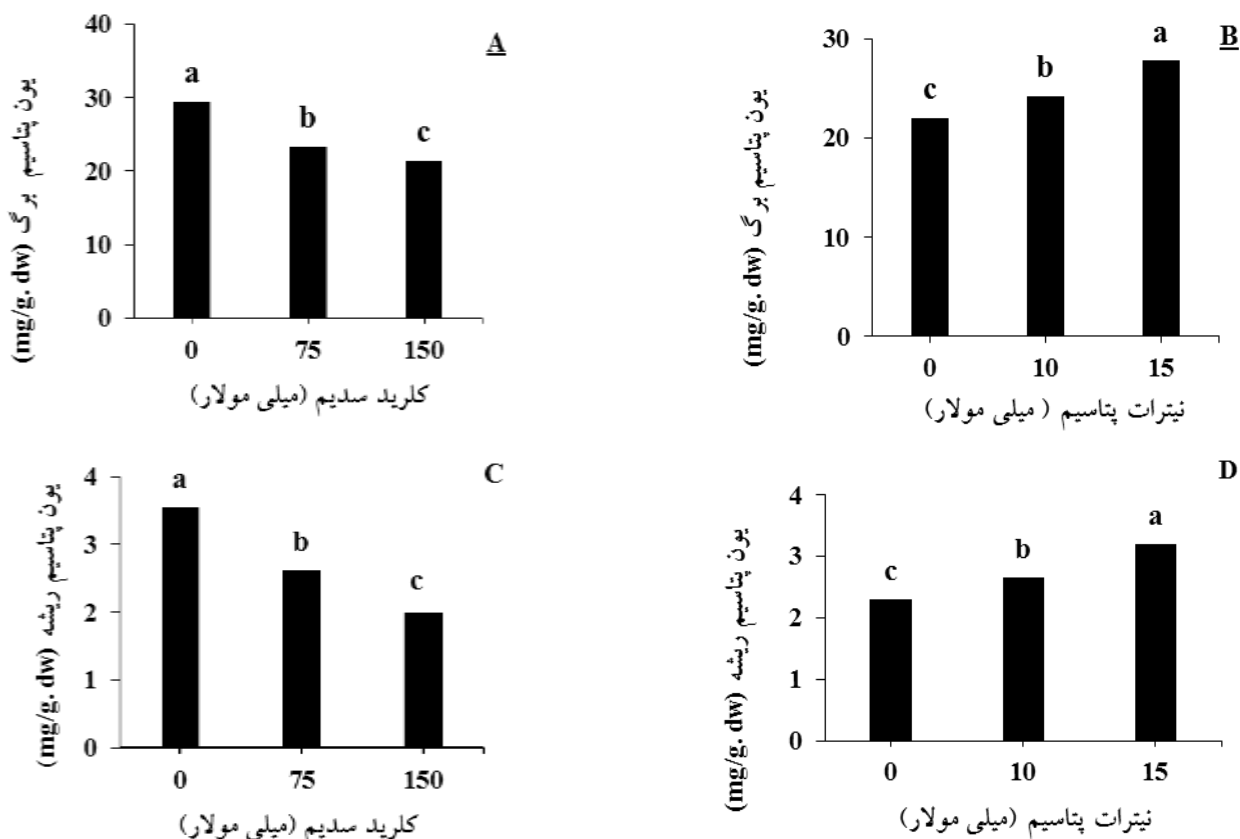 A
یون پتاسیم برگ (mg/g. dw)
40
30
20
10
0
a
b
c
0 75 150
کلرید سدیم (میلی مولار)
B
یون پتاسیم برگ (mg/g. dw)
30
20
10
0
c
b
a
0 10 15
نیترات پتاسیم ( میلی مولار)
C
یون پتاسیم ریشه (mg/g. dw)
4
3
2
1
0
a
b
c
0 75 150
کلرید سدیم (میلی مولار)
D
یون پتاسیم ریشه (mg/g. dw)
4
3
2
1
0
c
b
a
0 10 15
نیترات پتاسیم (میلی مولار)